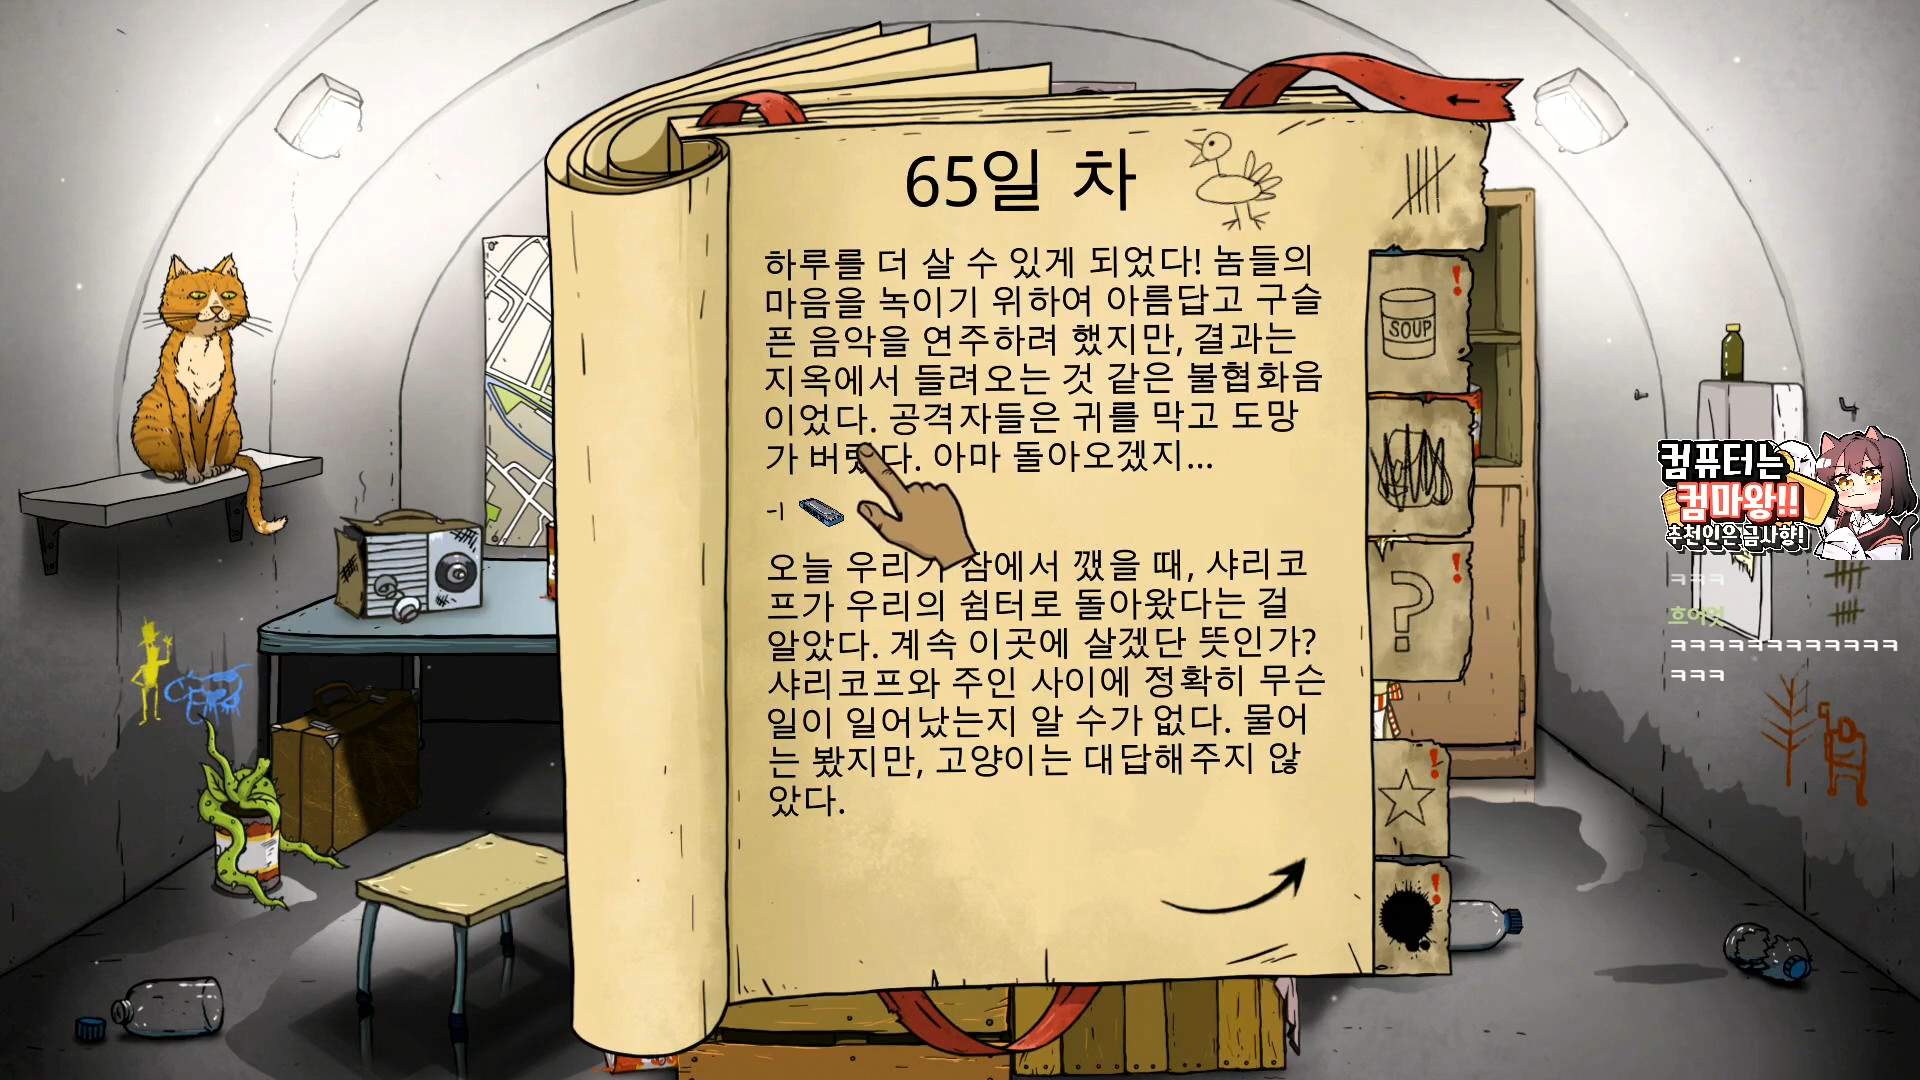 65일 차
하루를 더 살 수 있게 되었다! 놈들의
마음을 녹이기 위하여 아름답고 구슬
픈 음악을 연주하려 했지만, 결과는
지옥에서 들려오는 것 같은 불협화음
이었다. 공격자들은 귀를 막고 도망
가 버렸다. 아마 돌아오겠지...
-1
오늘 우리가 잠에서 깼을 때, 샤리코
프가 우리의 쉼터로 돌아왔다는 걸
알았다. 계속 이곳에 살겠단 뜻인가?
샤리코프와 주인 사이에 정확히 무슨
일이 일어났는지 알 수가 없다. 물어
는 봤지만, 고양이는 대답해주지 않
았다.
SOUP
!
!
?
!
!
컴퓨터는
컴마왕!!
추천인은 금사향!
ㅋㅋㅋ
흐어엇
ㅋㅋㅋㅋㅋㅋㅋㅋㅋㅋㅋㅋ
ㅋㅋㅋ